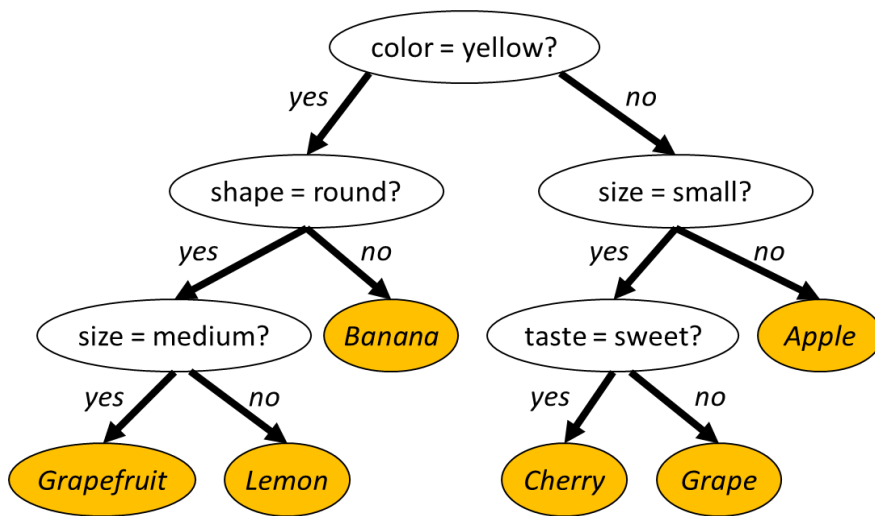 color = yellow?
yes
no
shape = round?
size = small?
yes
no
yes
no
size = medium?
Banana
taste = sweet?
Apple
yes
no
yes
no
Grapefruit
Lemon
Cherry
Grape